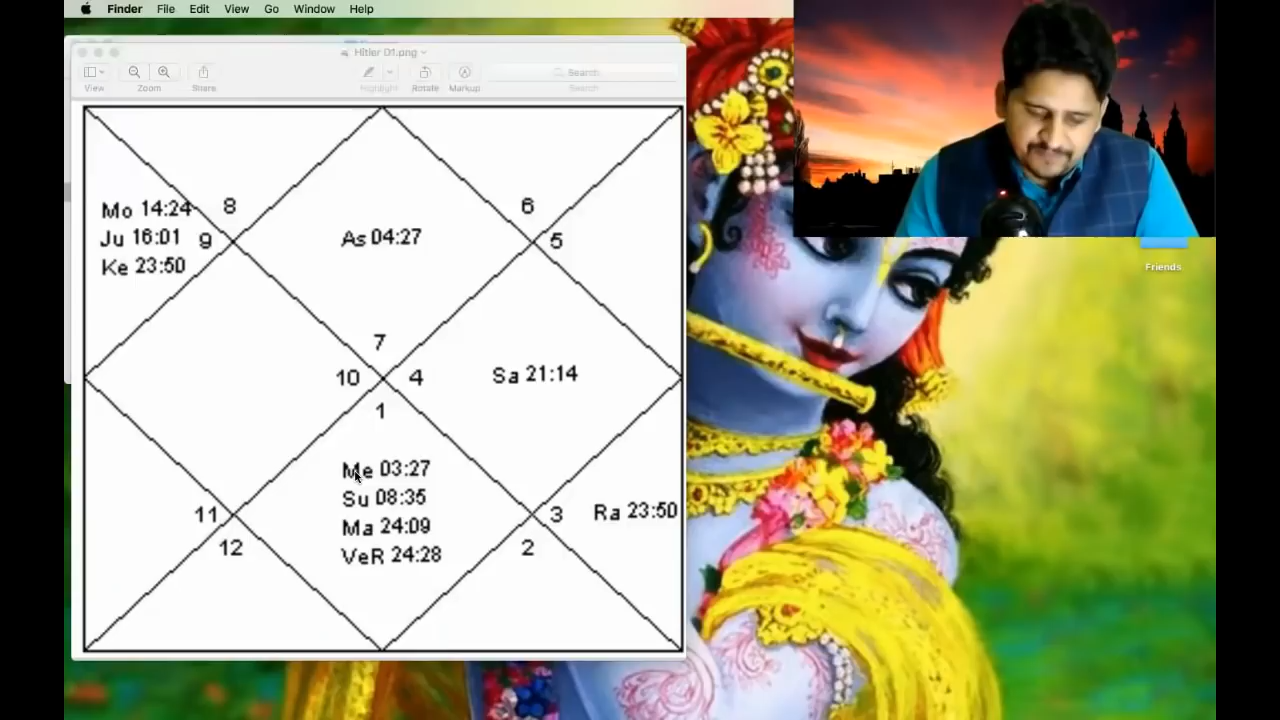 Finder File Edit View Go Window Help
Hitler D1.png
Search
View Zoom Share Highlight Rotate Markup Search
Mo 14:24 8 6
Ju 16:01 9 As 04:27 5
Ke 23:50
Friends
7
10 4 Sa 21:14
1
Me 03:27
Su 08:35
11 3 Ra 23:50
Ma 24:09
12 2
VeR 24:28